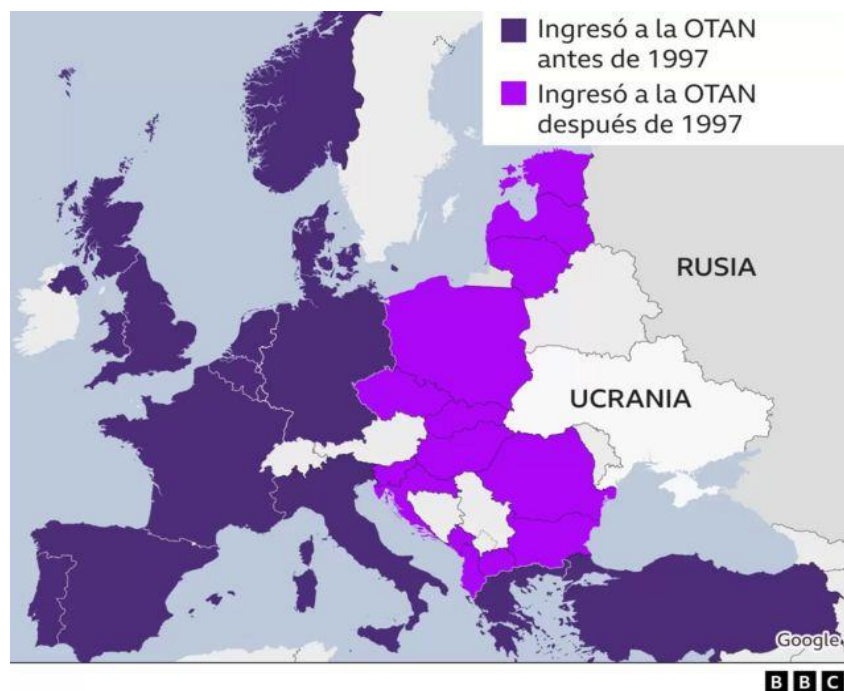 Ingresó a la OTAN
antes de 1997
Ingresó a la OTAN
después de 1997
RUSIA
UCRANIA
Google
BBC